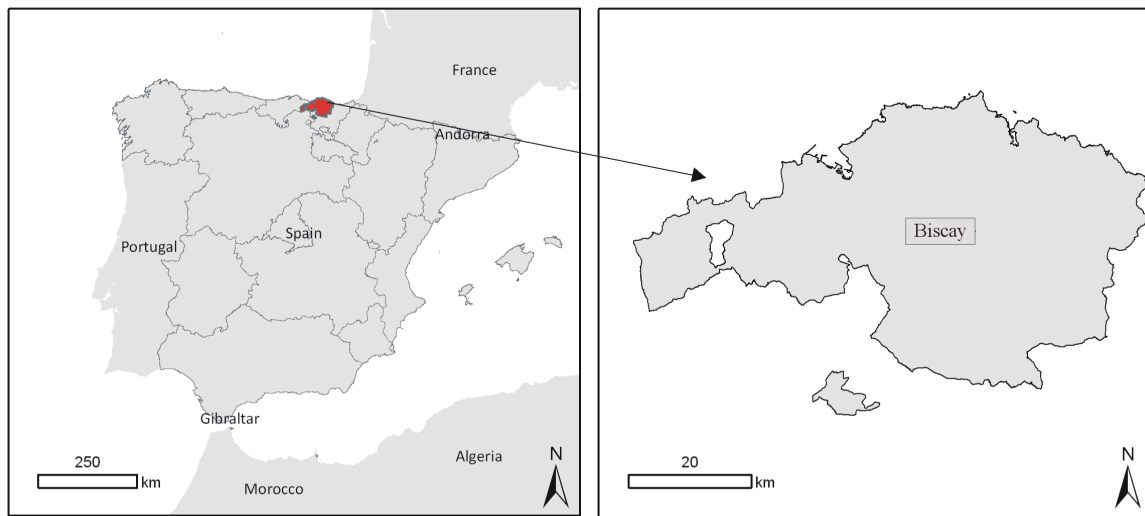 France
Andorra
Spain
Portugal
Gibraltar
Algeria
Morocco
250
km
N
Biscay
20
km
N